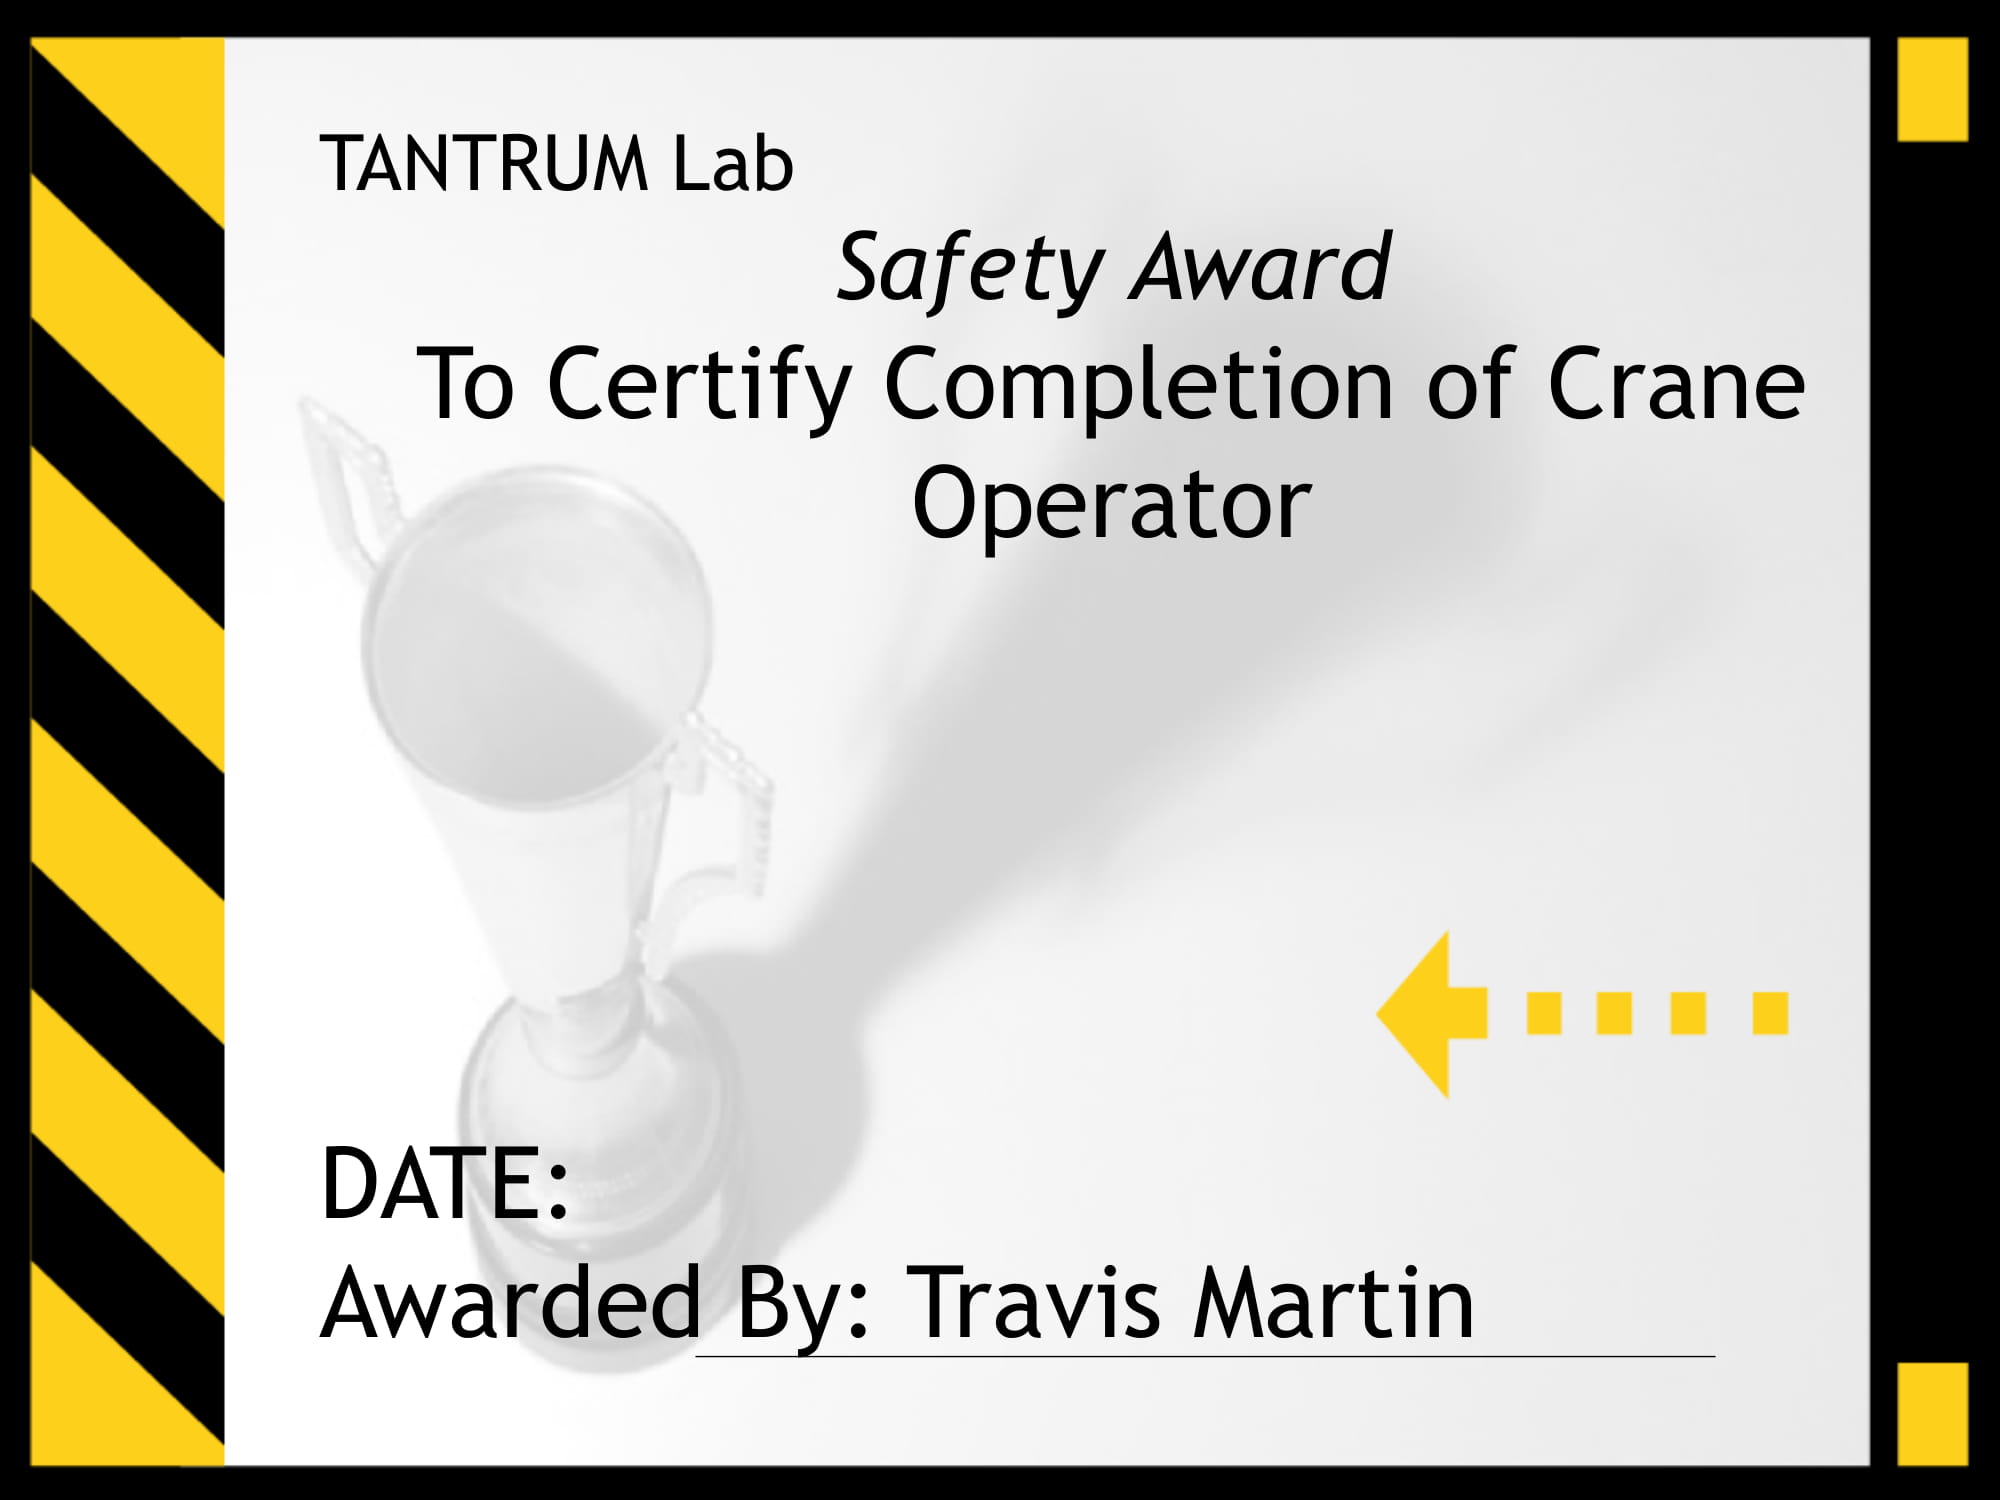 TANTRUM Lab
Safety Award
To Certify Completion of Crane
Operator
DATE:
Awarded By: Travis Martin